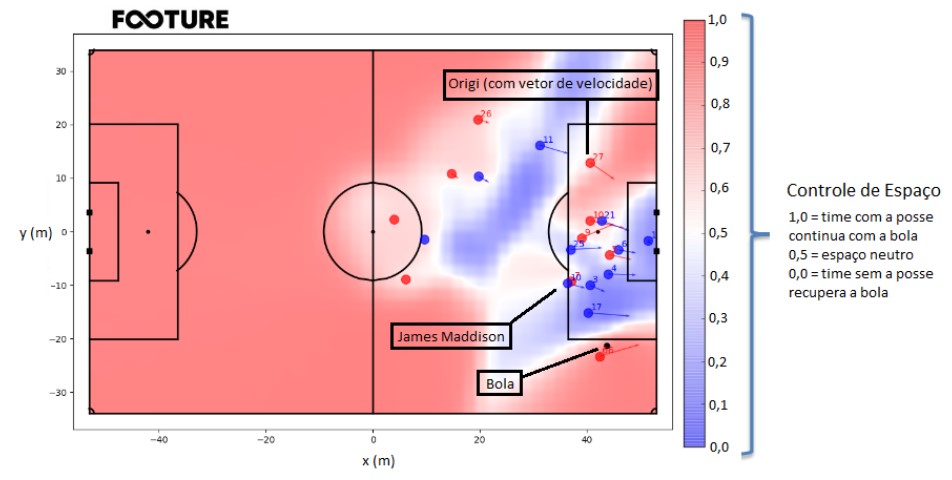 FOOTURE
Origi (com vetor de velocidade)
26
11
27
10 21
9
6
1
4
3
17
James Maddison
Bola
y (m)
30
20
10
0
−10
−20
−30
−40
−20
0
20
40
x (m)
1,0
0,9
0,8
0,7
0,6
0,5
0,4
0,3
0,2
0,1
0,0
Controle de Espaço
1,0 = time com a posse
continua com a bola
0,5 = espaço neutro
0,0 = time sem a posse
recupera a bola